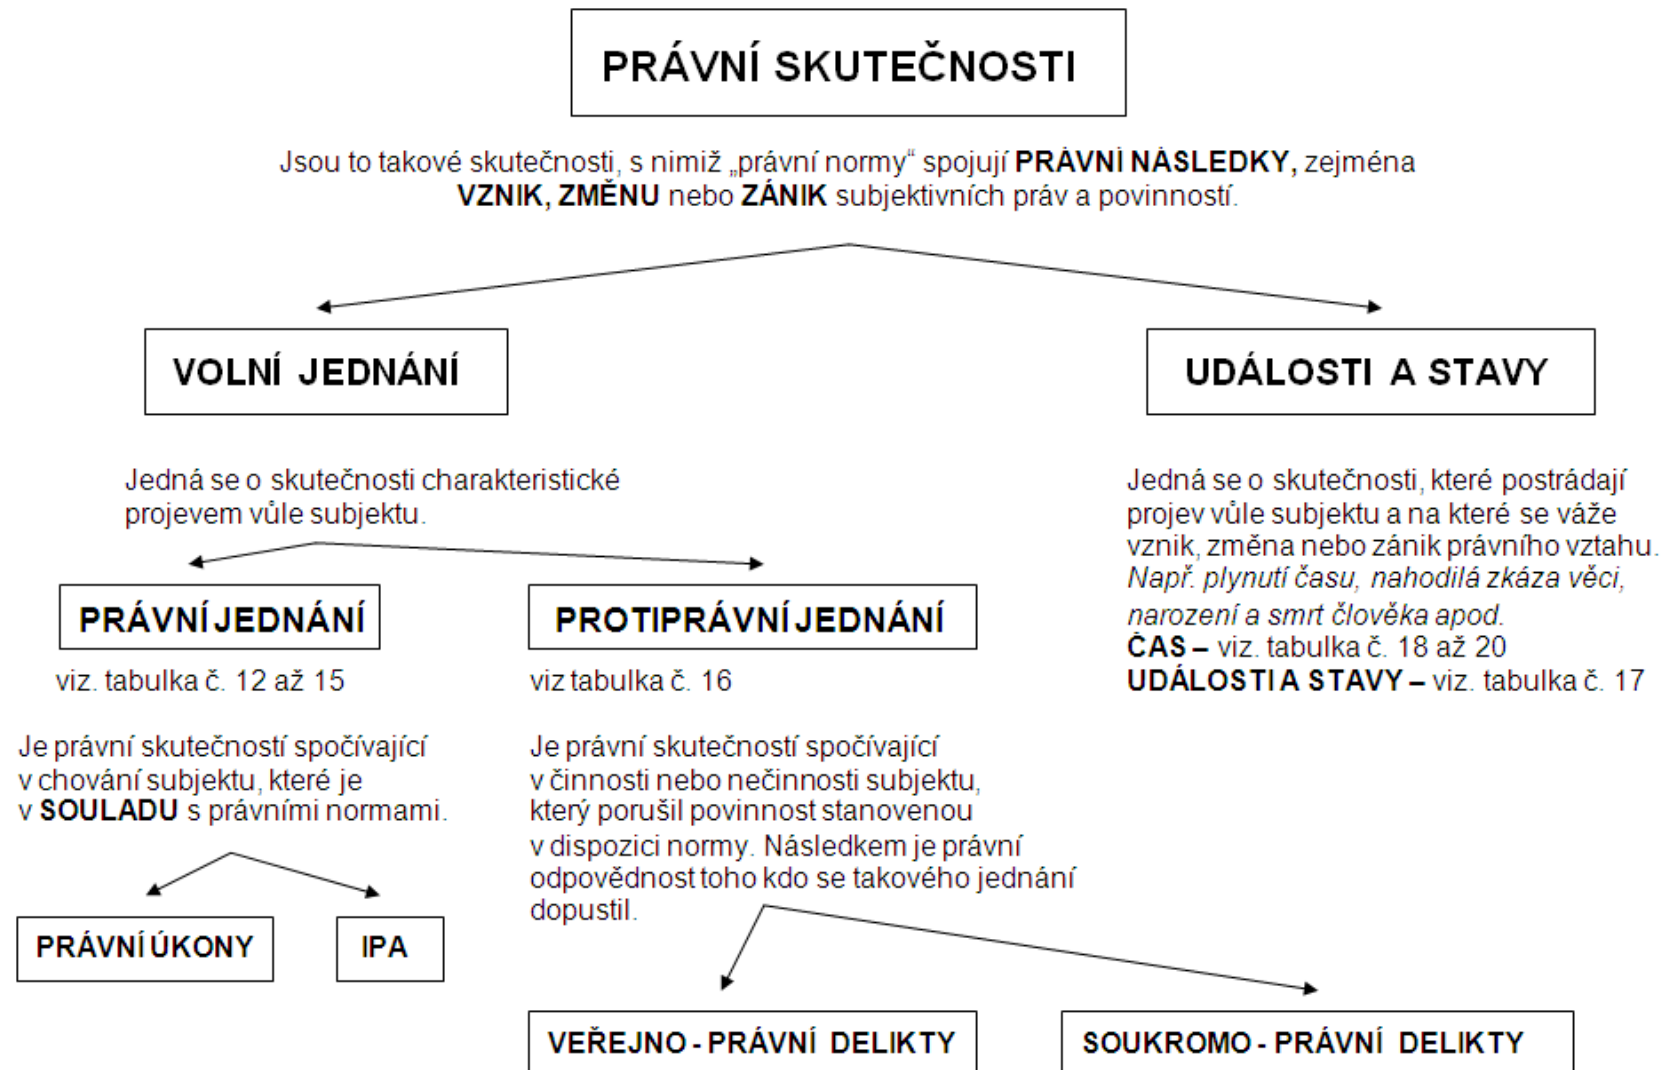 PRÁVNÍ SKUTEČNOSTI
Jsou to takové skutečnosti, s nimiž „právní normy“ spojují PRÁVNÍ NÁSLEDKY, zejména
VZNIK, ZMĚNU nebo ZÁNIK subjektivních práv a povinností.
VOLNÍ JEDNÁNÍ
Jedná se o skutečnosti charakteristické
projevem vůle subjektu.
PRÁVNÍ JEDNÁNÍ
viz. tabulka č. 12 až 15
Je právní skutečností spočívající
v chování subjektu, které je
v SOULADU s právními normami.
PRÁVNÍ ÚKONY
IPA
PROTIPRÁVNÍ JEDNÁNÍ
viz tabulka č. 16
Je právní skutečností spočívající
v činnosti nebo nečinnosti subjektu,
který porušil povinnost stanovenou
v dispozici normy. Následkem je právní
odpovědnost toho kdo se takového jednání
dopustil.
VEŘEJNO - PRÁVNÍ DELIKTY
SOUKROMO - PRÁVNÍ DELIKTY
UDÁLOSTI A STAVY
Jedná se o skutečnosti, které postrádají
projev vůle subjektu a na které se váže
vznik, změna nebo zánik právního vztahu.
Např. plynutí času, nahodilá zkáza věci,
narození a smrt člověka apod.
ČAS – viz. tabulka č. 18 až 20
UDÁLOSTI A STAVY – viz. tabulka č. 17